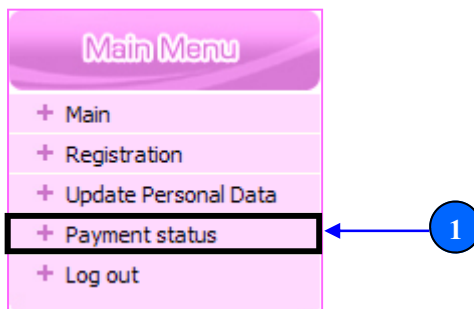 Main Menu
+ Main
+ Registration
+ Update Personal Data
+ Payment status
1
+ Log out